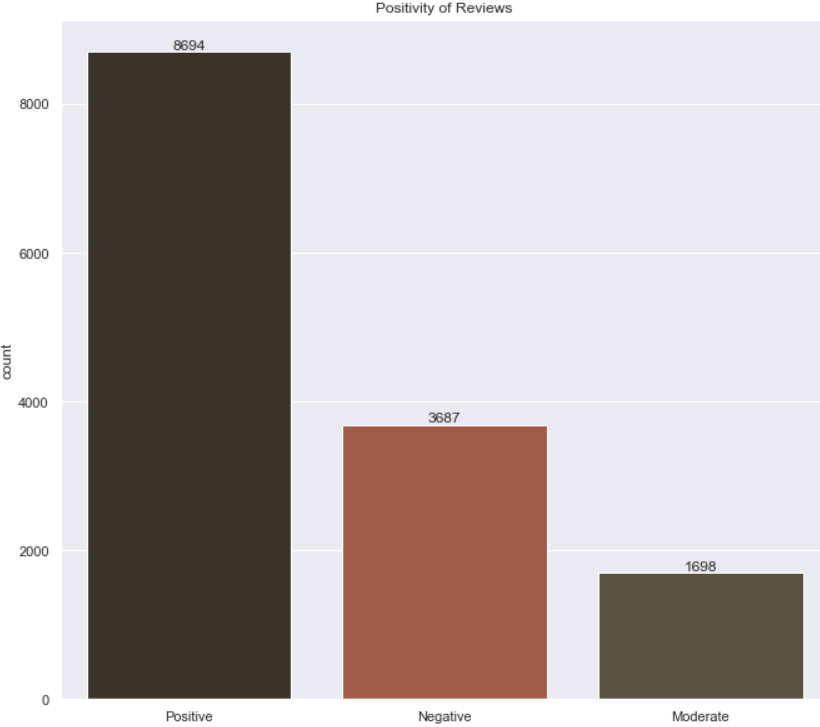 Positivity of Reviews
8694
8000
6000
count
4000
3687
2000
1698
0
Positive
Negative
Moderate